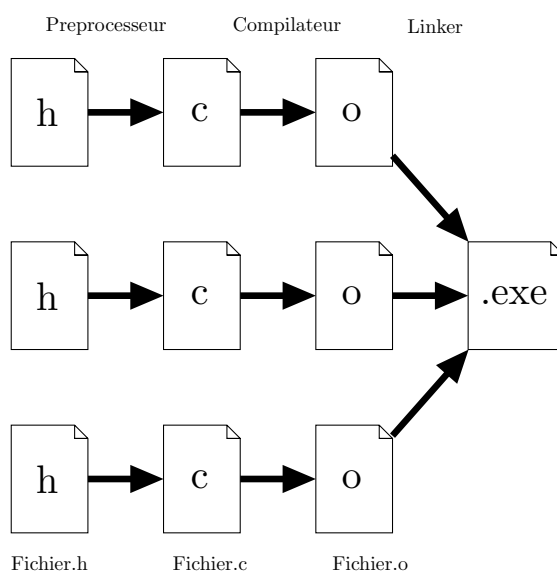 Preprocesseur Compilateur Linker
h c o
h c o .exe
h c o
Fichier.h Fichier.c Fichier.o